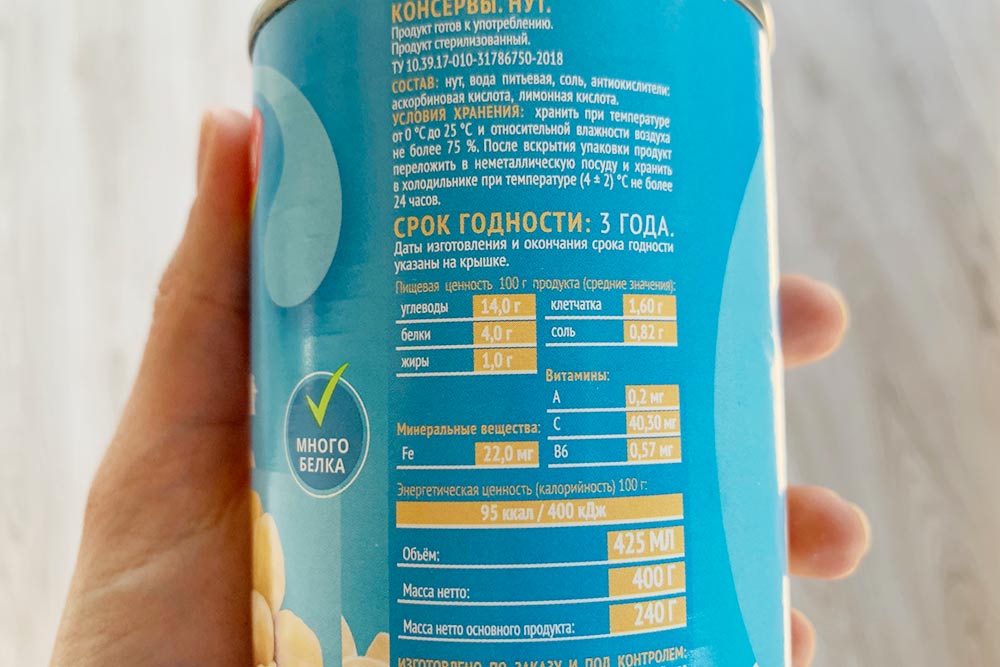 КОНСЕРВЫ. НУТ.
Продукт готов к употреблению.
Продукт стерилизованный.
ТУ 10.39.17-010-31786750-2018
СОСТАВ: нут, вода питьевая, соль, антиокислители:
аскорбиновая кислота, лимонная кислота.
УСЛОВИЯ ХРАНЕНИЯ: хранить при температуре
от 0 °С до 25 °С и относительной влажности воздуха
не более 75 %. После вскрытия упаковки продукт
переложить в неметаллическую посуду и хранить
в холодильнике при температуре (4 ± 2) °С не более
24 часов.
СРОК ГОДНОСТИ: 3 ГОДА.
Даты изготовления и окончания срока годности
указаны на крышке.
Пищевая ценность 100 г продукта (средние значения):
углеводы 14,0 г клетчатка 1,60 г
белки 4,0 г соль 0,82 г
жиры 1,0 г
Витамины:
А 0,2 мг
С 40,30 мг
В6 0,57 мг
Минеральные вещества:
Fe 22,0 мг
МНОГО
БЕЛКА
Энергетическая ценность (калорийность) 100 г:
95 ккал / 400 кДж
Объём: 425 МЛ
Масса нетто: 400 Г
Масса нетто основного продукта: 240 Г
ИЗГОТОВЛЕНО ПО ЗАКАЗУ И ПОД КОНТРОЛЕМ: